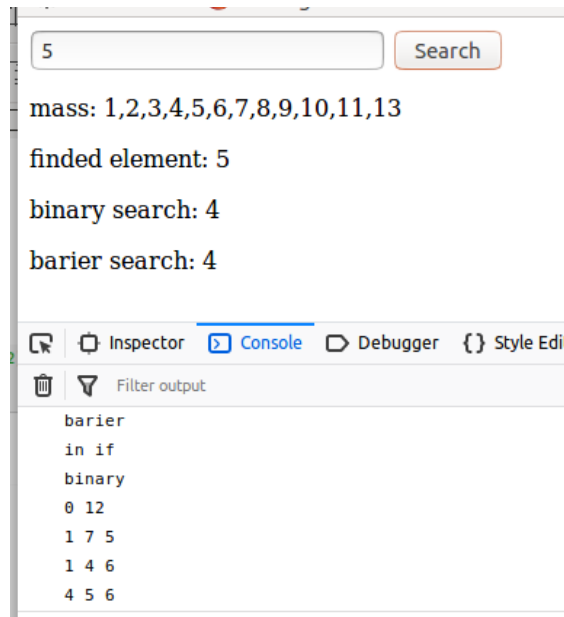 5
Search
mass: 1,2,3,4,5,6,7,8,9,10,11,13
finded element: 5
binary search: 4
barier search: 4
Inspector Console Debugger {} Style Edi
Filter output
barier
in if
binary
0 12
1 7 5
1 4 6
4 5 6